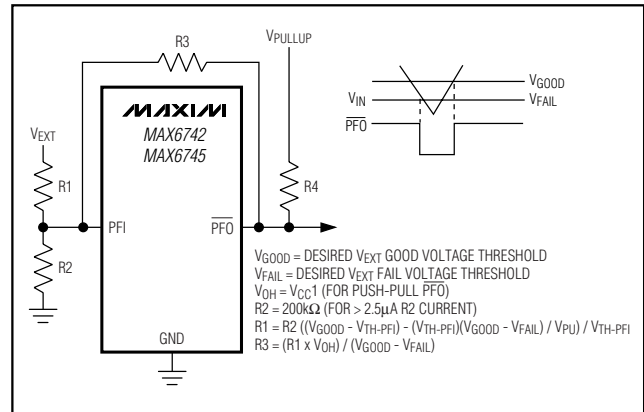 R3
VPULLUP
VGOOD
VIN
VFAIL
PFO
MAXIM
MAX6742
MAX6745
VEXT
R1
R4
PFI
PFO
R2
GND
VGOOD = DESIRED VEXT GOOD VOLTAGE THRESHOLD
VFAIL = DESIRED VEXT FAIL VOLTAGE THRESHOLD
VOH = VCC1 (FOR PUSH-PULL PFO)
R2 = 200kΩ (FOR > 2.5μA R2 CURRENT)
R1 = R2 ((VGOOD - VTH-PFI) - (VTH-PFI)(VGOOD - VFAIL) / VPU) / VTH-PFI
R3 = (R1 x VOH) / (VGOOD - VFAIL)